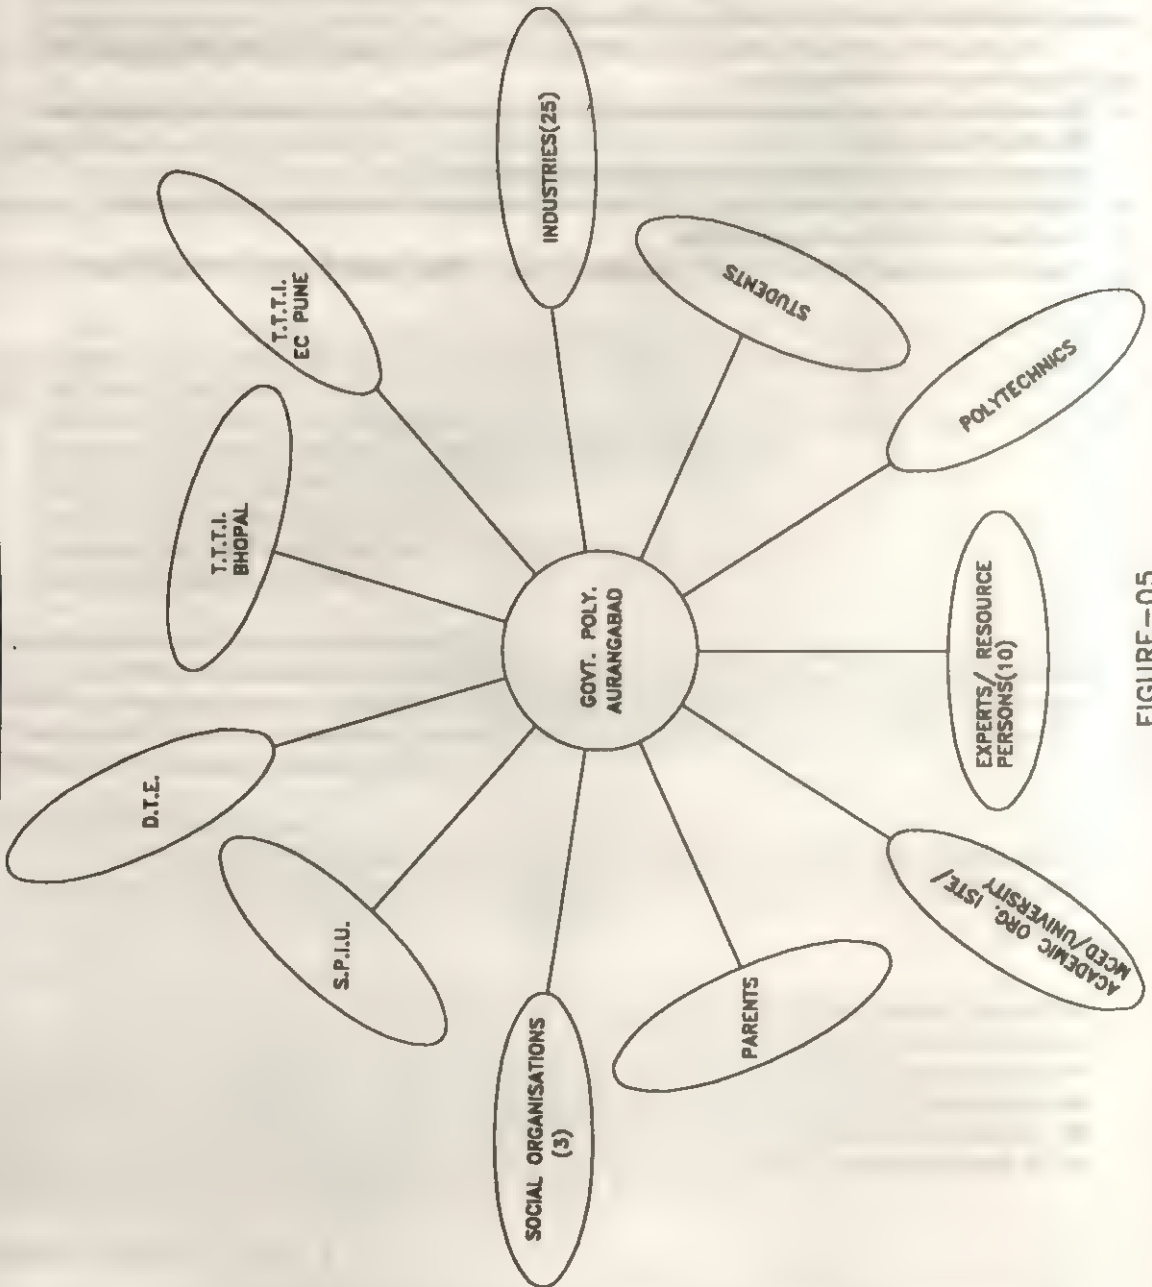 D.T.E.
T.T.T.I.
BHOPAL
T.T.T.I.
EC PUNE
S.P.I.U.
INDUSTRIES(25)
SOCIAL ORGANISATIONS
(3)
GOVT. POLY.
AURANGABAD
STUDENTS
PARENTS
POLYTECHNICS
ACADEMIC ORG. ISTE/
MCED/UNIVERSITY
EXPERTS/ RESOURCE
PERSONS(10)
FIGURE-05